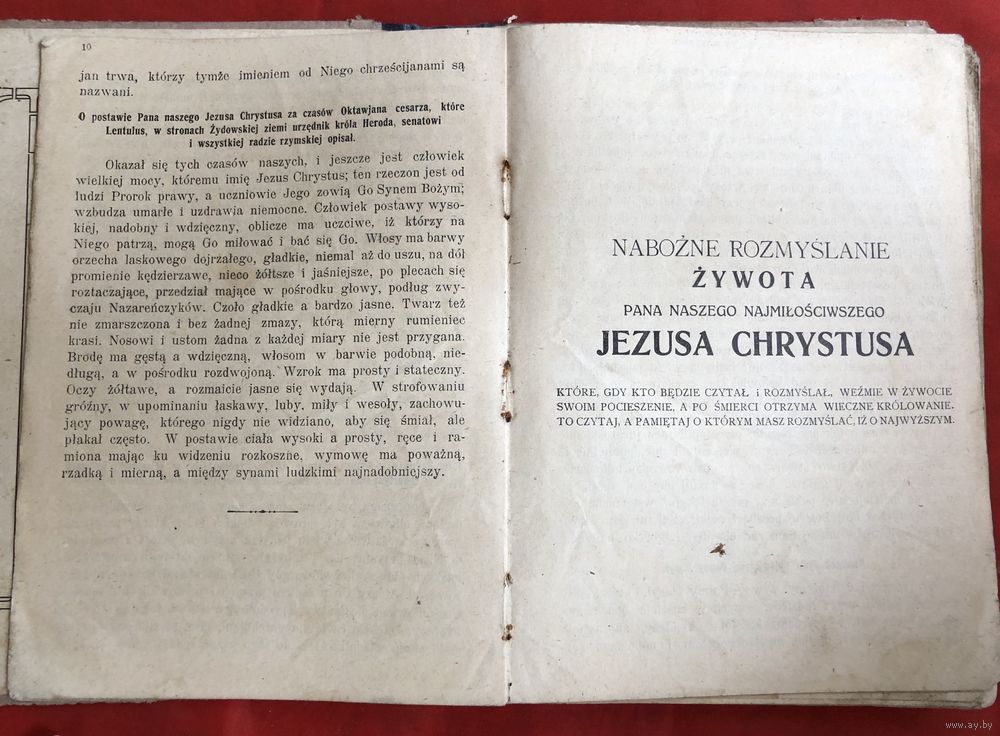 10
jan trwa, którzy tymże imieniem od Niego chrześcijanami są
nazwani.
O postawie Pana naszego Jezusa Chrystusa za czasów Oktawjana cesarza, które
Lentulus, w stronach Żydowskiej ziemi urzędnik króla Heroda, senatowi
i wszystkiej radzie rzymskiej opisał.
Okazał się tych czasów naszych, i jeszcze jest człowiek
wielkiej mocy, któremu imię Jezus Chrystus; ten rzeczon jest od
ludzi Prorok prawy, a uczniowie Jego zowią Go Synem Bożym;
wzbudza umarłe i uzdrawia niemocne. Człowiek postawy wyso-
kiej, nadobny i wdzięczny, oblicze ma uczciwe, iż którzy na
Niego patrzą, mogą Go miłować i bać się Go. Włosy ma barwy
orzecha laskowego dojrzałego, gładkie, niemal aż do uszu, na dół
promienie kędzierzawe, nieco żółtsze i jaśniejsze, po plecach się
roztaczające, przedział mające w pośrodku głowy, podług zwy-
czaju Nazareńczyków. Czoło gładkie a bardzo jasne. Twarz też
nie zmarszczona i bez żadnej zmazy, którą mierny rumieniec
krasi. Nosowi i ustom żadna z każdej miary nie jest przygana.
Brodę ma gęstą a wdzięczną, włosom w barwie podobną, nie-
długą, a w pośrodku rozdwojoną. Wzrok ma prosty i stateczny.
Oczy żółtawe, a rozmaicie jasne się wydają. W strofowaniu
groźny, w upominaniu łaskawy, luby, miły i wesoły, zachowu-
jący powagę, którego nigdy nie widziano, aby się śmiał, ale
płakał często. W postawie ciała wysoki a prosty, ręce i ra-
miona mając ku widzeniu rozkoszne, wymowę ma poważną,
rzadką i mierną, a między synami ludzkimi najnadobniejszy.
NABOŻNE ROZMYŚLANIE
ŻYWOTA
PANA NASZEGO NAJMIŁOŚCIWSZEGO
JEZUSA CHRYSTUSA
KTÓRE, GDY KTO BĘDZIE CZYTAŁ i ROZMYŚLAŁ, WEŹMIE W ŻYWOCIE
SWOIM POCIESZENIE, A PO ŚMIERCI OTRZYMA WIECZNE KRÓLOWANIE.
TO CZYTAJ, A PAMIĘTAJ O KTÓRYM MASZ ROZMYŚLAĆ, IŻ O NAJWYŻSZYM.
www.ay.by